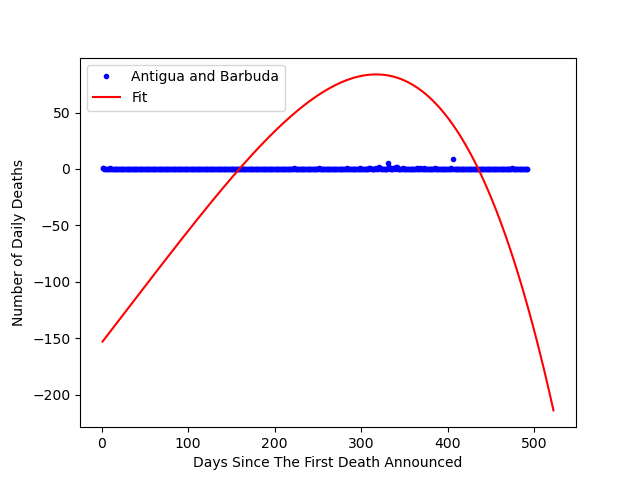 Antigua and Barbuda
Fit
50
0
−50
−100
−150
−200
Number of Daily Deaths
0 100 200 300 400 500
Days Since The First Death Announced